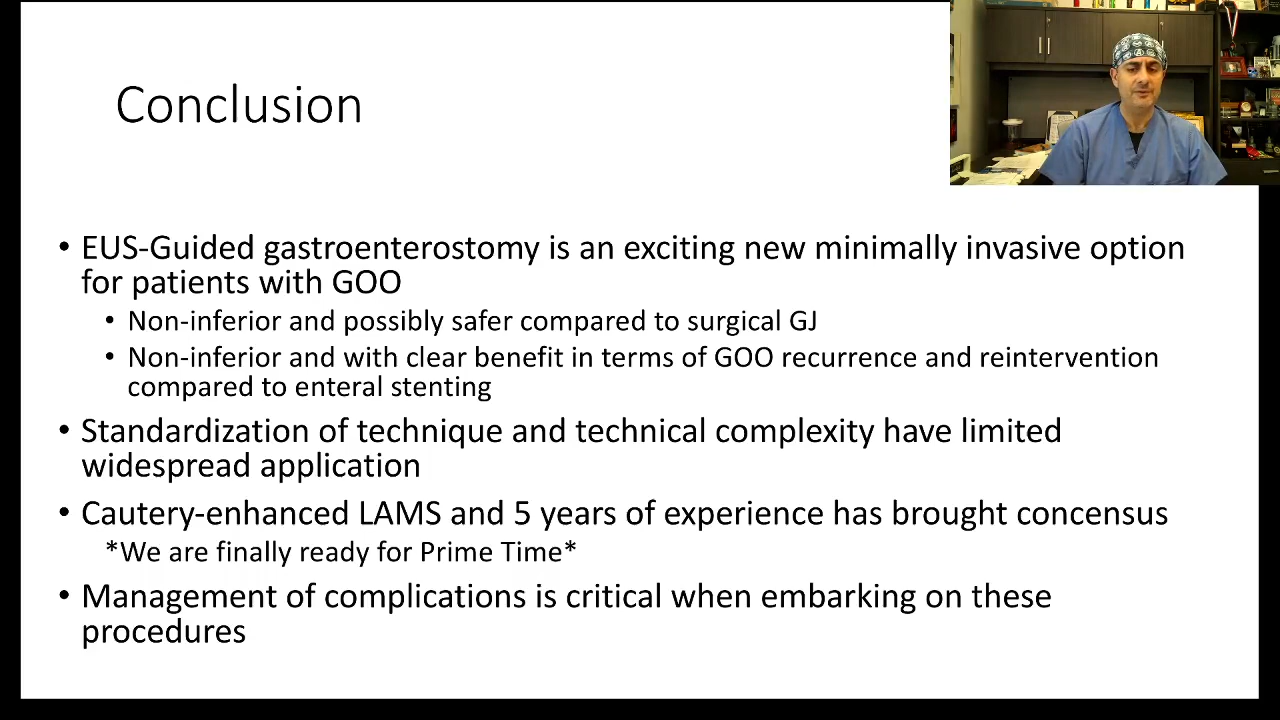 Conclusion
• EUS-Guided gastroenterostomy is an exciting new minimally invasive option
for patients with GOO
• Non-inferior and possibly safer compared to surgical GJ
• Non-inferior and with clear benefit in terms of GOO recurrence and reintervention
compared to enteral stenting
• Standardization of technique and technical complexity have limited
widespread application
• Cautery-enhanced LAMS and 5 years of experience has brought concensus
*We are finally ready for Prime Time*
• Management of complications is critical when embarking on these
procedures